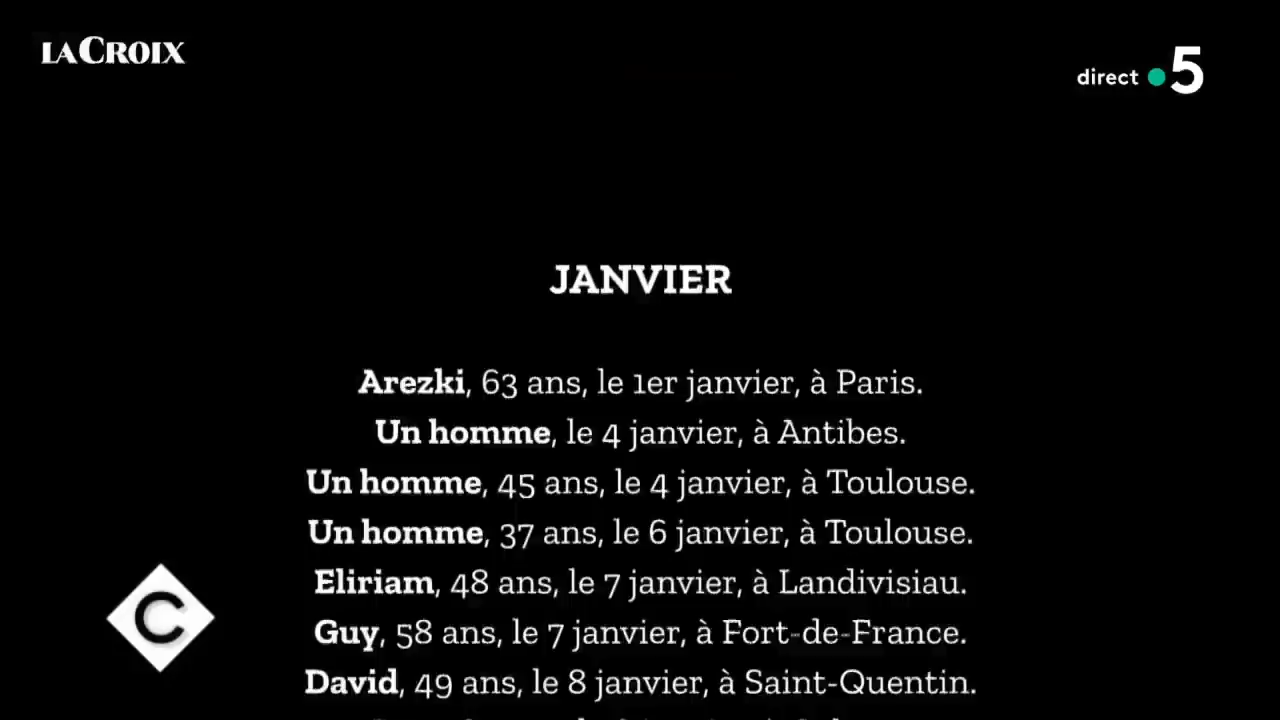 LA CROIX
direct 5
JANVIER
Arezki, 63 ans, le 1er janvier, à Paris.
Un homme, le 4 janvier, à Antibes.
Un homme, 45 ans, le 4 janvier, à Toulouse.
Un homme, 37 ans, le 6 janvier, à Toulouse.
Eliriam, 48 ans, le 7 janvier, à Landivisiau.
Guy, 58 ans, le 7 janvier, à Fort-de-France.
C
David, 49 ans, le 8 janvier, à Saint-Quentin.